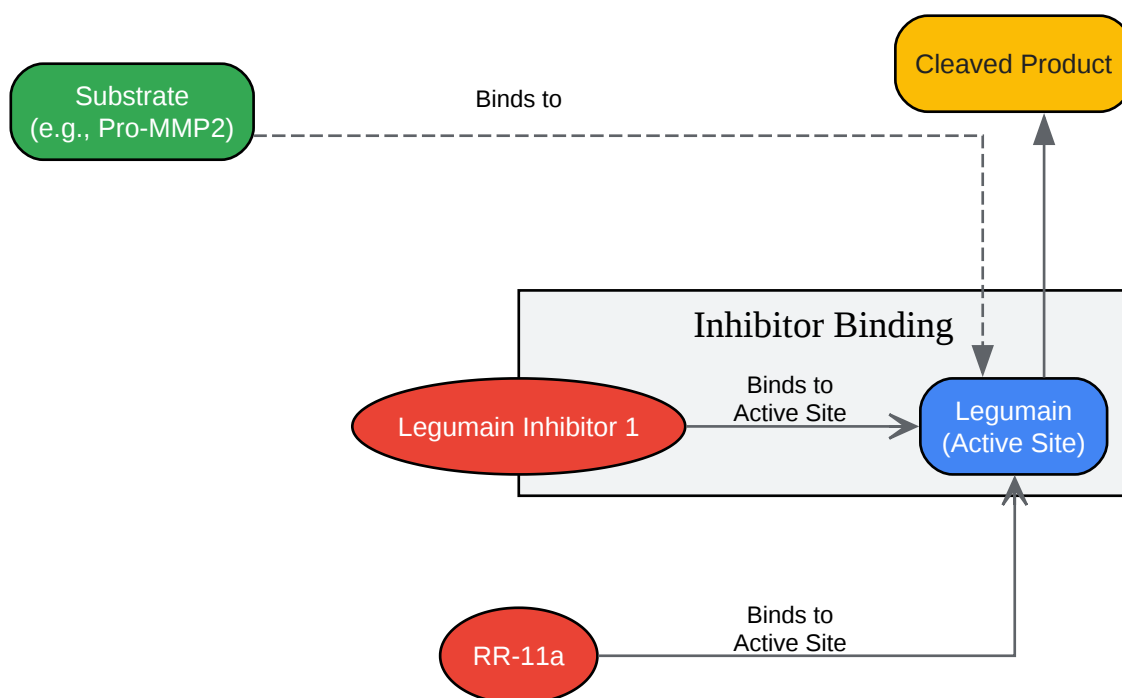 Cleaved Product
Substrate
(e.g., Pro-MMP2)
Binds to
Inhibitor Binding
Binds to
Active Site
Legumain Inhibitor 1
Legumain
(Active Site)
Binds to
Active Site
RR-11a